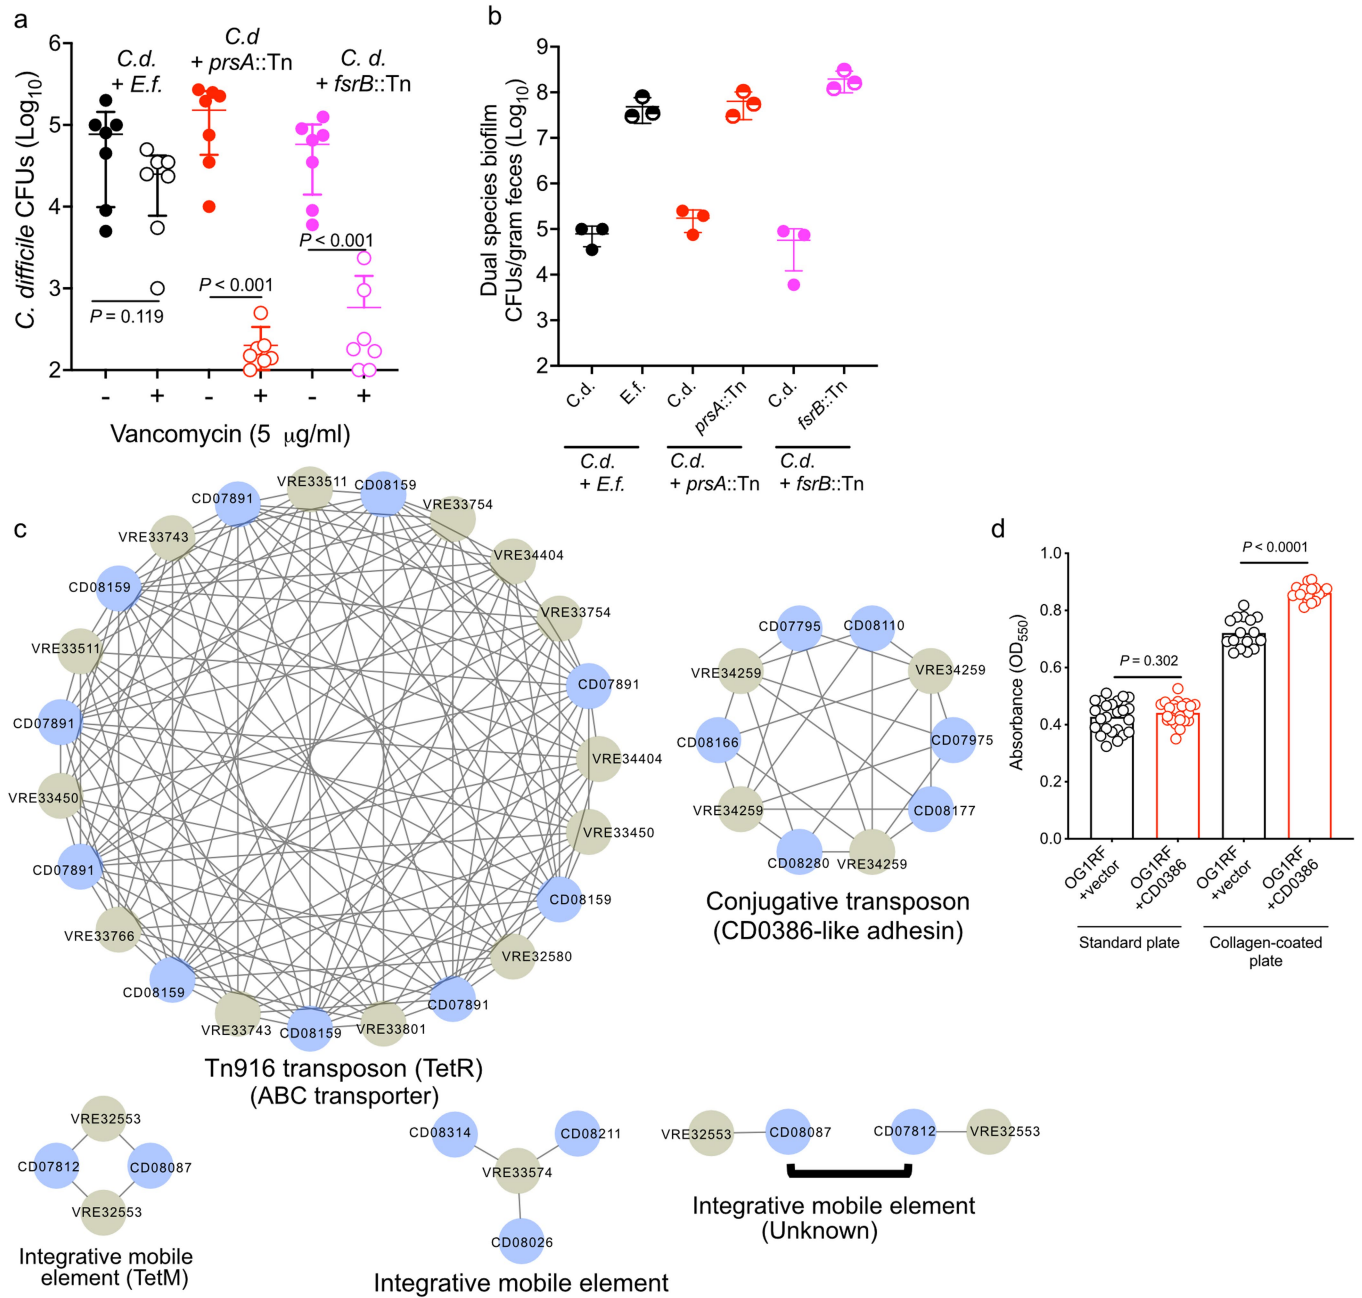 a
C. difficile CFUs (Log10)
6
5
4
3
2
C.d.
+ E.f.
C.d
+ prsA::Tn
C. d.
+ fsrB::Tn
P = 0.119
P < 0.001
P < 0.001
- + - + - +
Vancomycin (5 μg/ml)
b
Dual species biofilm
CFUs/gram feces (Log10)
9
8
7
6
5
4
3
2
C.d.
E.f.
C.d.
prsA::Tn
C.d.
fsrB::Tn
C.d.
+ E.f.
C.d.
+ prsA::Tn
C.d.
+ fsrB::Tn
c
VRE33511
CD08159
VRE33754
VRE34404
VRE33754
CD07891
VRE34404
VRE33450
CD08159
VRE32580
CD07891
VRE33801
CD08159
VRE33743
CD08159
VRE33766
CD07891
VRE33450
CD07891
VRE33511
CD08159
VRE33743
CD07891
Tn916 transposon (TetR)
(ABC transporter)
CD07795
CD08110
VRE34259
CD07975
CD08177
VRE34259
CD08280
VRE34259
CD08166
VRE34259
Conjugative transposon
(CD0386-like adhesin)
d
Absorbance (OD550)
1.0
0.8
0.6
0.4
0.2
0.0
P = 0.302
P < 0.0001
OG1RF
+vector
OG1RF
+CD0386
OG1RF
+vector
OG1RF
+CD0386
Standard plate
Collagen-coated
plate
VRE32553
CD07812
CD08087
VRE32553
Integrative mobile
element (TetM)
CD08314
CD08211
VRE33574
CD08026
Integrative mobile element
VRE32553
CD08087
CD07812
VRE32553
Integrative mobile element
(Unknown)